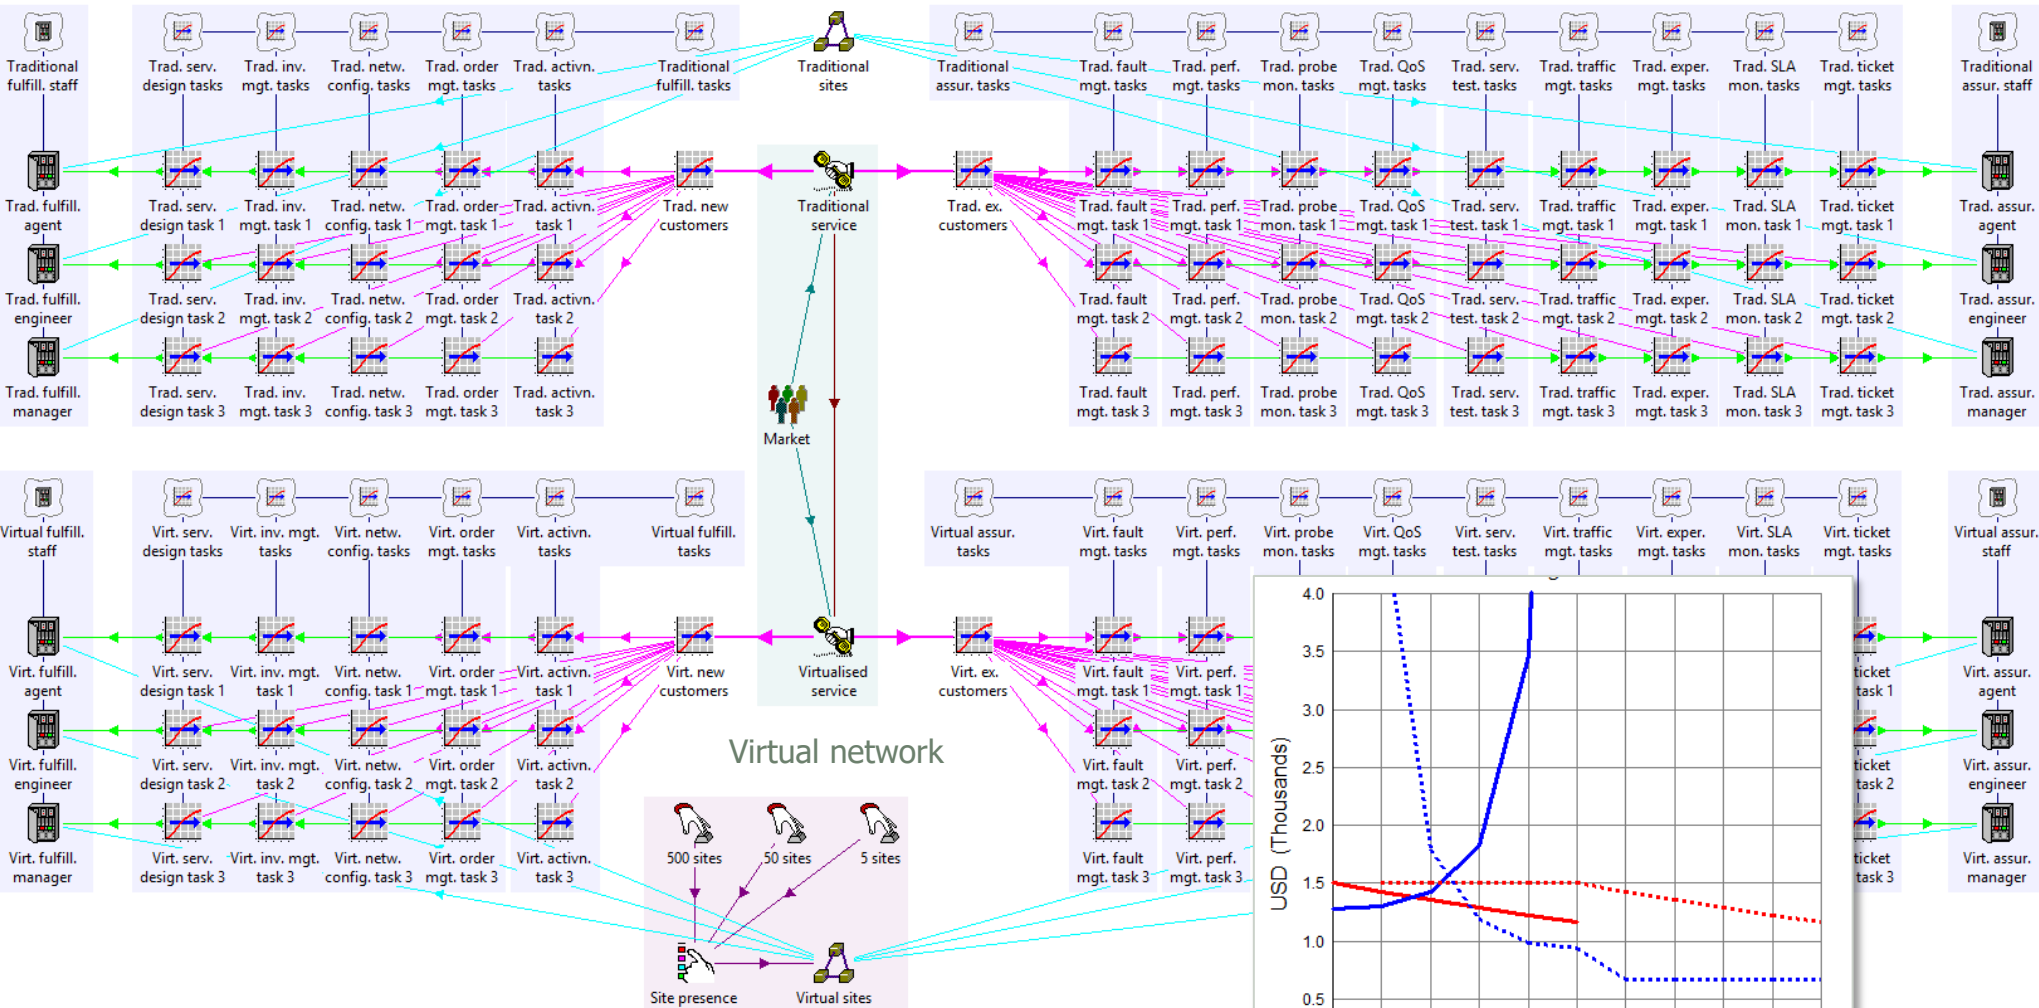 Traditional fulfill. staff
Trad. serv. design tasks
Trad. inv. mgt. tasks
Trad. netw. config. tasks
Trad. order mgt. tasks
Trad. activn. tasks
Traditional fulfill. tasks
Traditional sites
Traditional assur. tasks
Trad. fault mgt. tasks
Trad. perf. mgt. tasks
Trad. probe mon. tasks
Trad. QoS mgt. tasks
Trad. serv. test. tasks
Trad. traffic mgt. tasks
Trad. exper. mgt. tasks
Trad. SLA mon. tasks
Trad. ticket mgt. tasks
Traditional assur. staff
Trad. fulfill. agent
Trad. serv. design task 1
Trad. inv. mgt. task 1
Trad. netw. config. task 1
Trad. order mgt. task 1
Trad. activn. task 1
Trad. new customers
Traditional service
Trad. ex. customers
Trad. fault mgt. task 1
Trad. perf. mgt. task 1
Trad. probe mon. task 1
Trad. QoS mgt. task 1
Trad. serv. test. task 1
Trad. traffic mgt. task 1
Trad. exper. mgt. task 1
Trad. SLA mon. task 1
Trad. ticket mgt. task 1
Trad. assur. agent
Trad. fulfill. engineer
Trad. serv. design task 2
Trad. inv. mgt. task 2
Trad. netw. config. task 2
Trad. order mgt. task 2
Trad. activn. task 2
Trad. fault mgt. task 2
Trad. perf. mgt. task 2
Trad. probe mon. task 2
Trad. QoS mgt. task 2
Trad. serv. test. task 2
Trad. traffic mgt. task 2
Trad. exper. mgt. task 2
Trad. SLA mon. task 2
Trad. ticket mgt. task 2
Trad. assur. engineer
Trad. fulfill. manager
Trad. serv. design task 3
Trad. inv. mgt. task 3
Trad. netw. config. task 3
Trad. order mgt. task 3
Trad. activn. task 3
Market
Trad. fault mgt. task 3
Trad. perf. mgt. task 3
Trad. probe mon. task 3
Trad. QoS mgt. task 3
Trad. serv. test. task 3
Trad. traffic mgt. task 3
Trad. exper. mgt. task 3
Trad. SLA mon. task 3
Trad. ticket mgt. task 3
Trad. assur. manager
Virtual fulfill. staff
Virt. serv. design tasks
Virt. inv. mgt. tasks
Virt. netw. config. tasks
Virt. order mgt. tasks
Virt. activn. tasks
Virtual fulfill. tasks
Virtual assur. tasks
Virt. fault mgt. tasks
Virt. perf. mgt. tasks
Virt. probe mon. tasks
Virt. QoS mgt. tasks
Virt. serv. test. tasks
Virt. traffic mgt. tasks
Virt. exper. mgt. tasks
Virt. SLA mon. tasks
Virt. ticket mgt. tasks
Virtual assur. staff
Virt. fulfill. agent
Virt. serv. design task 1
Virt. inv. mgt. task 1
Virt. netw. config. task 1
Virt. order mgt. task 1
Virt. activn. task 1
Virt. new customers
Virtualised service
Virt. ex. customers
Virt. fault mgt. task 1
Virt. perf. mgt. task 1
ticket task 1
Virt. assur. agent
Virt. fulfill. engineer
Virt. serv. design task 2
Virt. inv. mgt. task 2
Virt. netw. config. task 2
Virt. order mgt. task 2
Virt. activn. task 2
Virtual network
Virt. fault mgt. task 2
Virt. perf. mgt. task 2
ticket task 2
Virt. assur. engineer
Virt. fulfill. manager
Virt. serv. design task 3
Virt. inv. mgt. task 3
Virt. netw. config. task 3
Virt. order mgt. task 3
Virt. activn. task 3
500 sites
50 sites
5 sites
Virt. fault mgt. task 3
Virt. perf. mgt. task 3
ticket task 3
Virt. assur. manager
Site presence
Virtual sites
USD (Thousands)
4.0
3.5
3.0
2.5
2.0
1.5
1.0
0.5